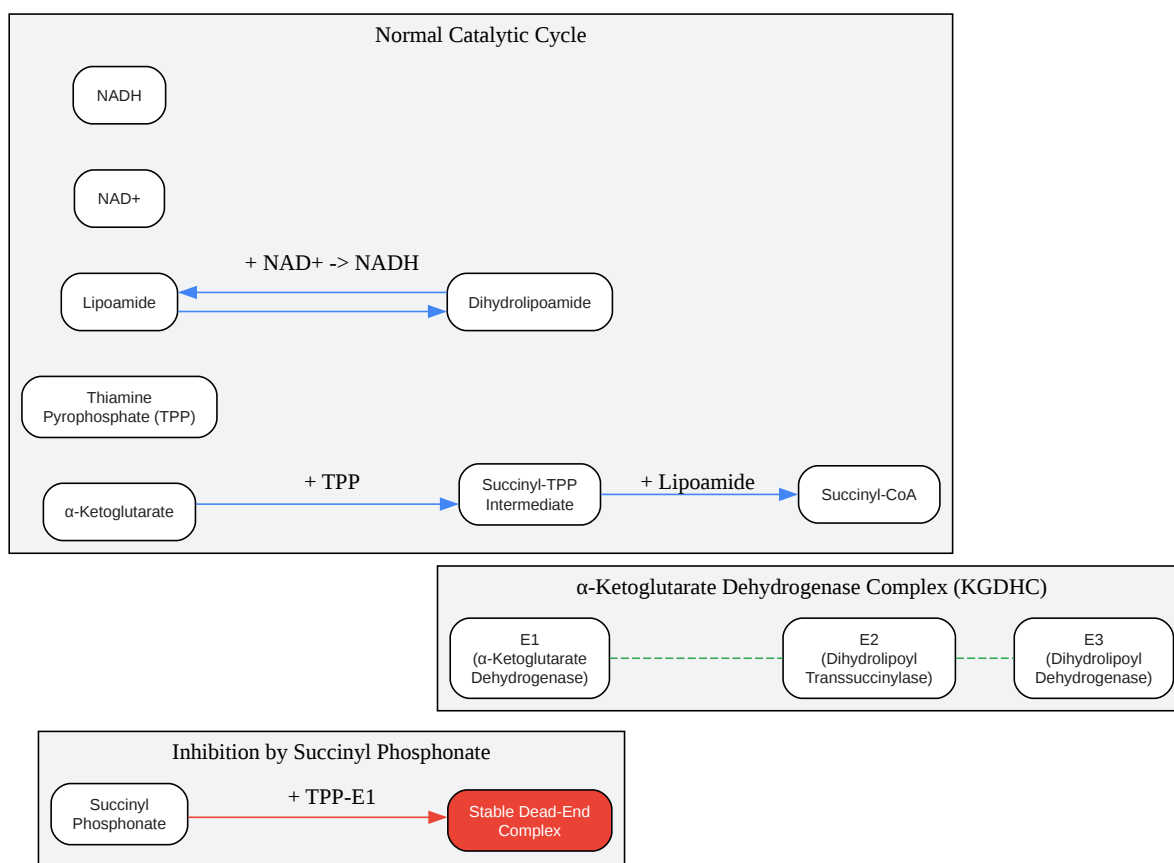 Normal Catalytic Cycle
NADH
NAD+
+ NAD+ -> NADH
Lipoamide
Dihydrolipoamide
Thiamine
Pyrophosphate (TPP)
α-Ketoglutarate
+ TPP
Succinyl-TPP
Intermediate
+ Lipoamide
Succinyl-CoA
α-Ketoglutarate Dehydrogenase Complex (KGDHC)
E1
(α-Ketoglutarate
Dehydrogenase)
E2
(Dihydrolipoyl
Transsuccinylase)
E3
(Dihydrolipoyl
Dehydrogenase)
Inhibition by Succinyl Phosphonate
Succinyl
Phosphonate
+ TPP-E1
Stable Dead-End
Complex